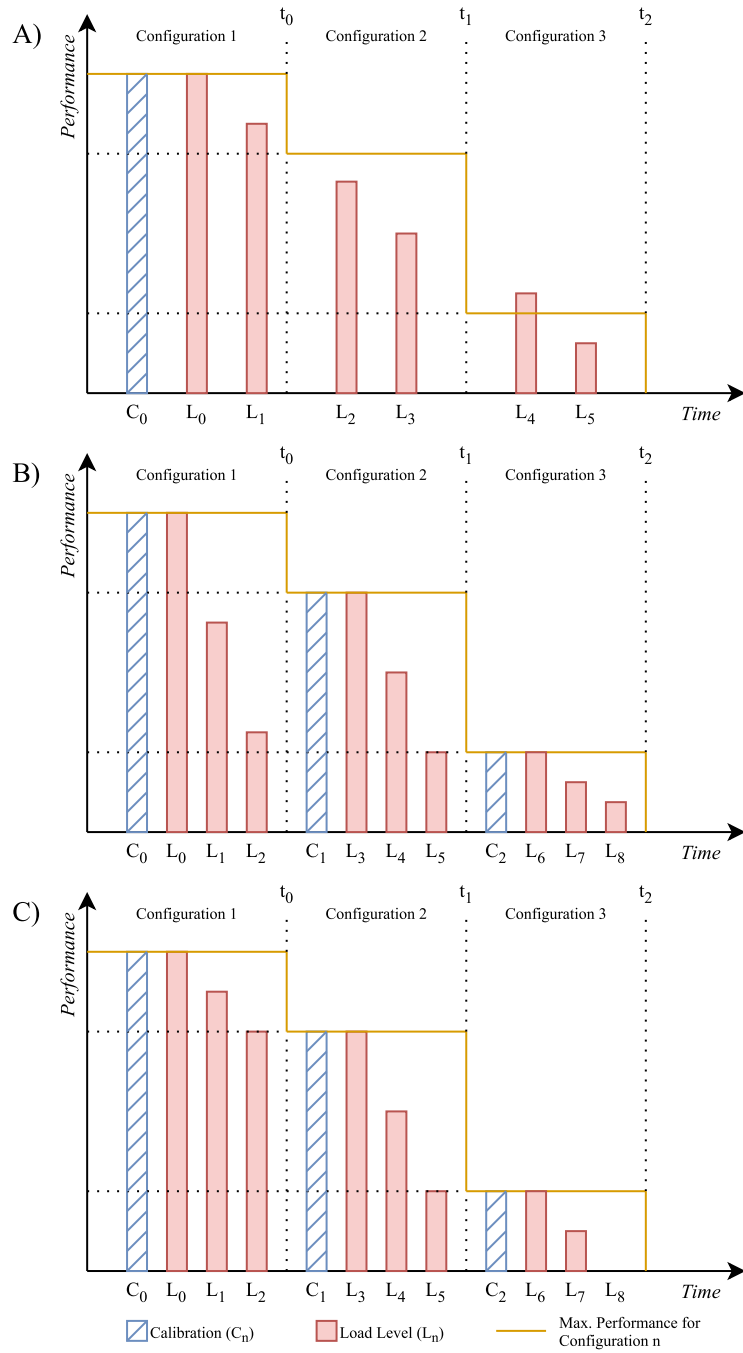 A)
Performance
Configuration 1
t0
Configuration 2
t1
Configuration 3
t2
C0 L0 L1 L2 L3 L4 L5 Time
B)
Performance
Configuration 1
t0
Configuration 2
t1
Configuration 3
t2
C0 L0 L1 L2 C1 L3 L4 L5 C2 L6 L7 L8 Time
C)
Performance
Configuration 1
t0
Configuration 2
t1
Configuration 3
t2
C0 L0 L1 L2 C1 L3 L4 L5 C2 L6 L7 L8 Time
Calibration (Cn)
Load Level (Ln)
Max. Performance for
Configuration n